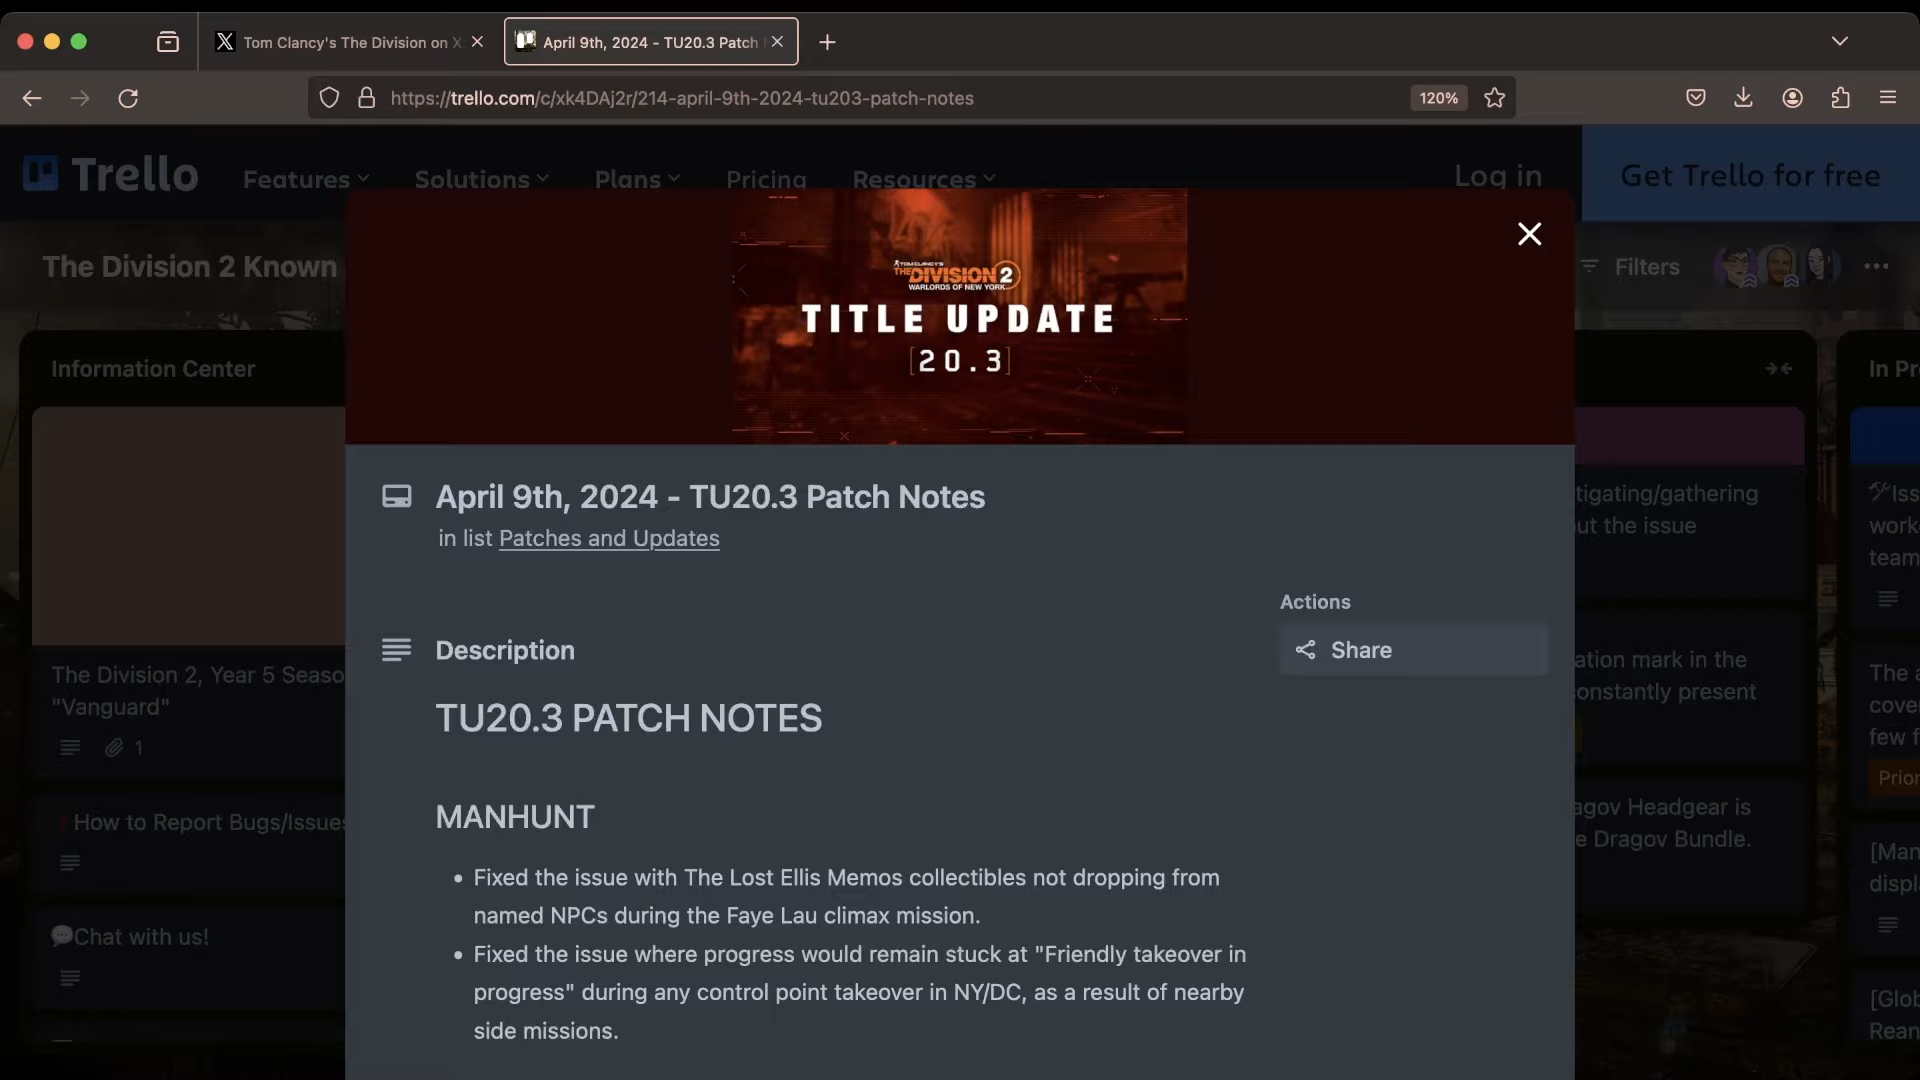 Tom Clancy's The Division on X
April 9th, 2024 - TU20.3 Patch
https://trello.com/c/xk4DAj2r/214-april-9th-2024-tu203-patch-notes
120%
Trello
Features
Solutions
Plans
Pricing
Resources
Log in
Get Trello for free
The Division 2 Known
Filters
TOM CLANCY'S
THE DIVISION 2
WARLORDS OF NEW YORK
TITLE UPDATE
[20.3]
Information Center
In Pr
April 9th, 2024 - TU20.3 Patch Notes
in list Patches and Updates
Actions
Share
Description
TU20.3 PATCH NOTES
MANHUNT
• Fixed the issue with The Lost Ellis Memos collectibles not dropping from
named NPCs during the Faye Lau climax mission.
• Fixed the issue where progress would remain stuck at "Friendly takeover in
progress" during any control point takeover in NY/DC, as a result of nearby
side missions.
The Division 2, Year 5 Seaso
"Vanguard"
1
How to Report Bugs/Issues
💬Chat with us!
tigating/gathering
ut the issue
ation mark in the
onstantly present
agov Headgear is
e Dragov Bundle.
🛠Iss
work
team
The a
cove
few f
Prior
[Man
displ
[Glob
Rean